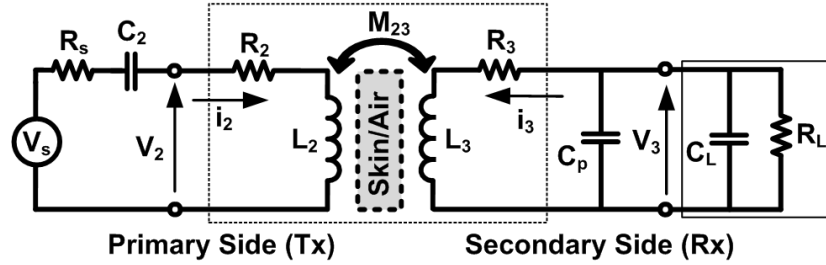 M23
Rs
C2
R2
R3
i2
i3
Vs
V2
L2
Skin/Air
L3
Cp
V3
CL
RL
Primary Side (Tx)
Secondary Side (Rx)